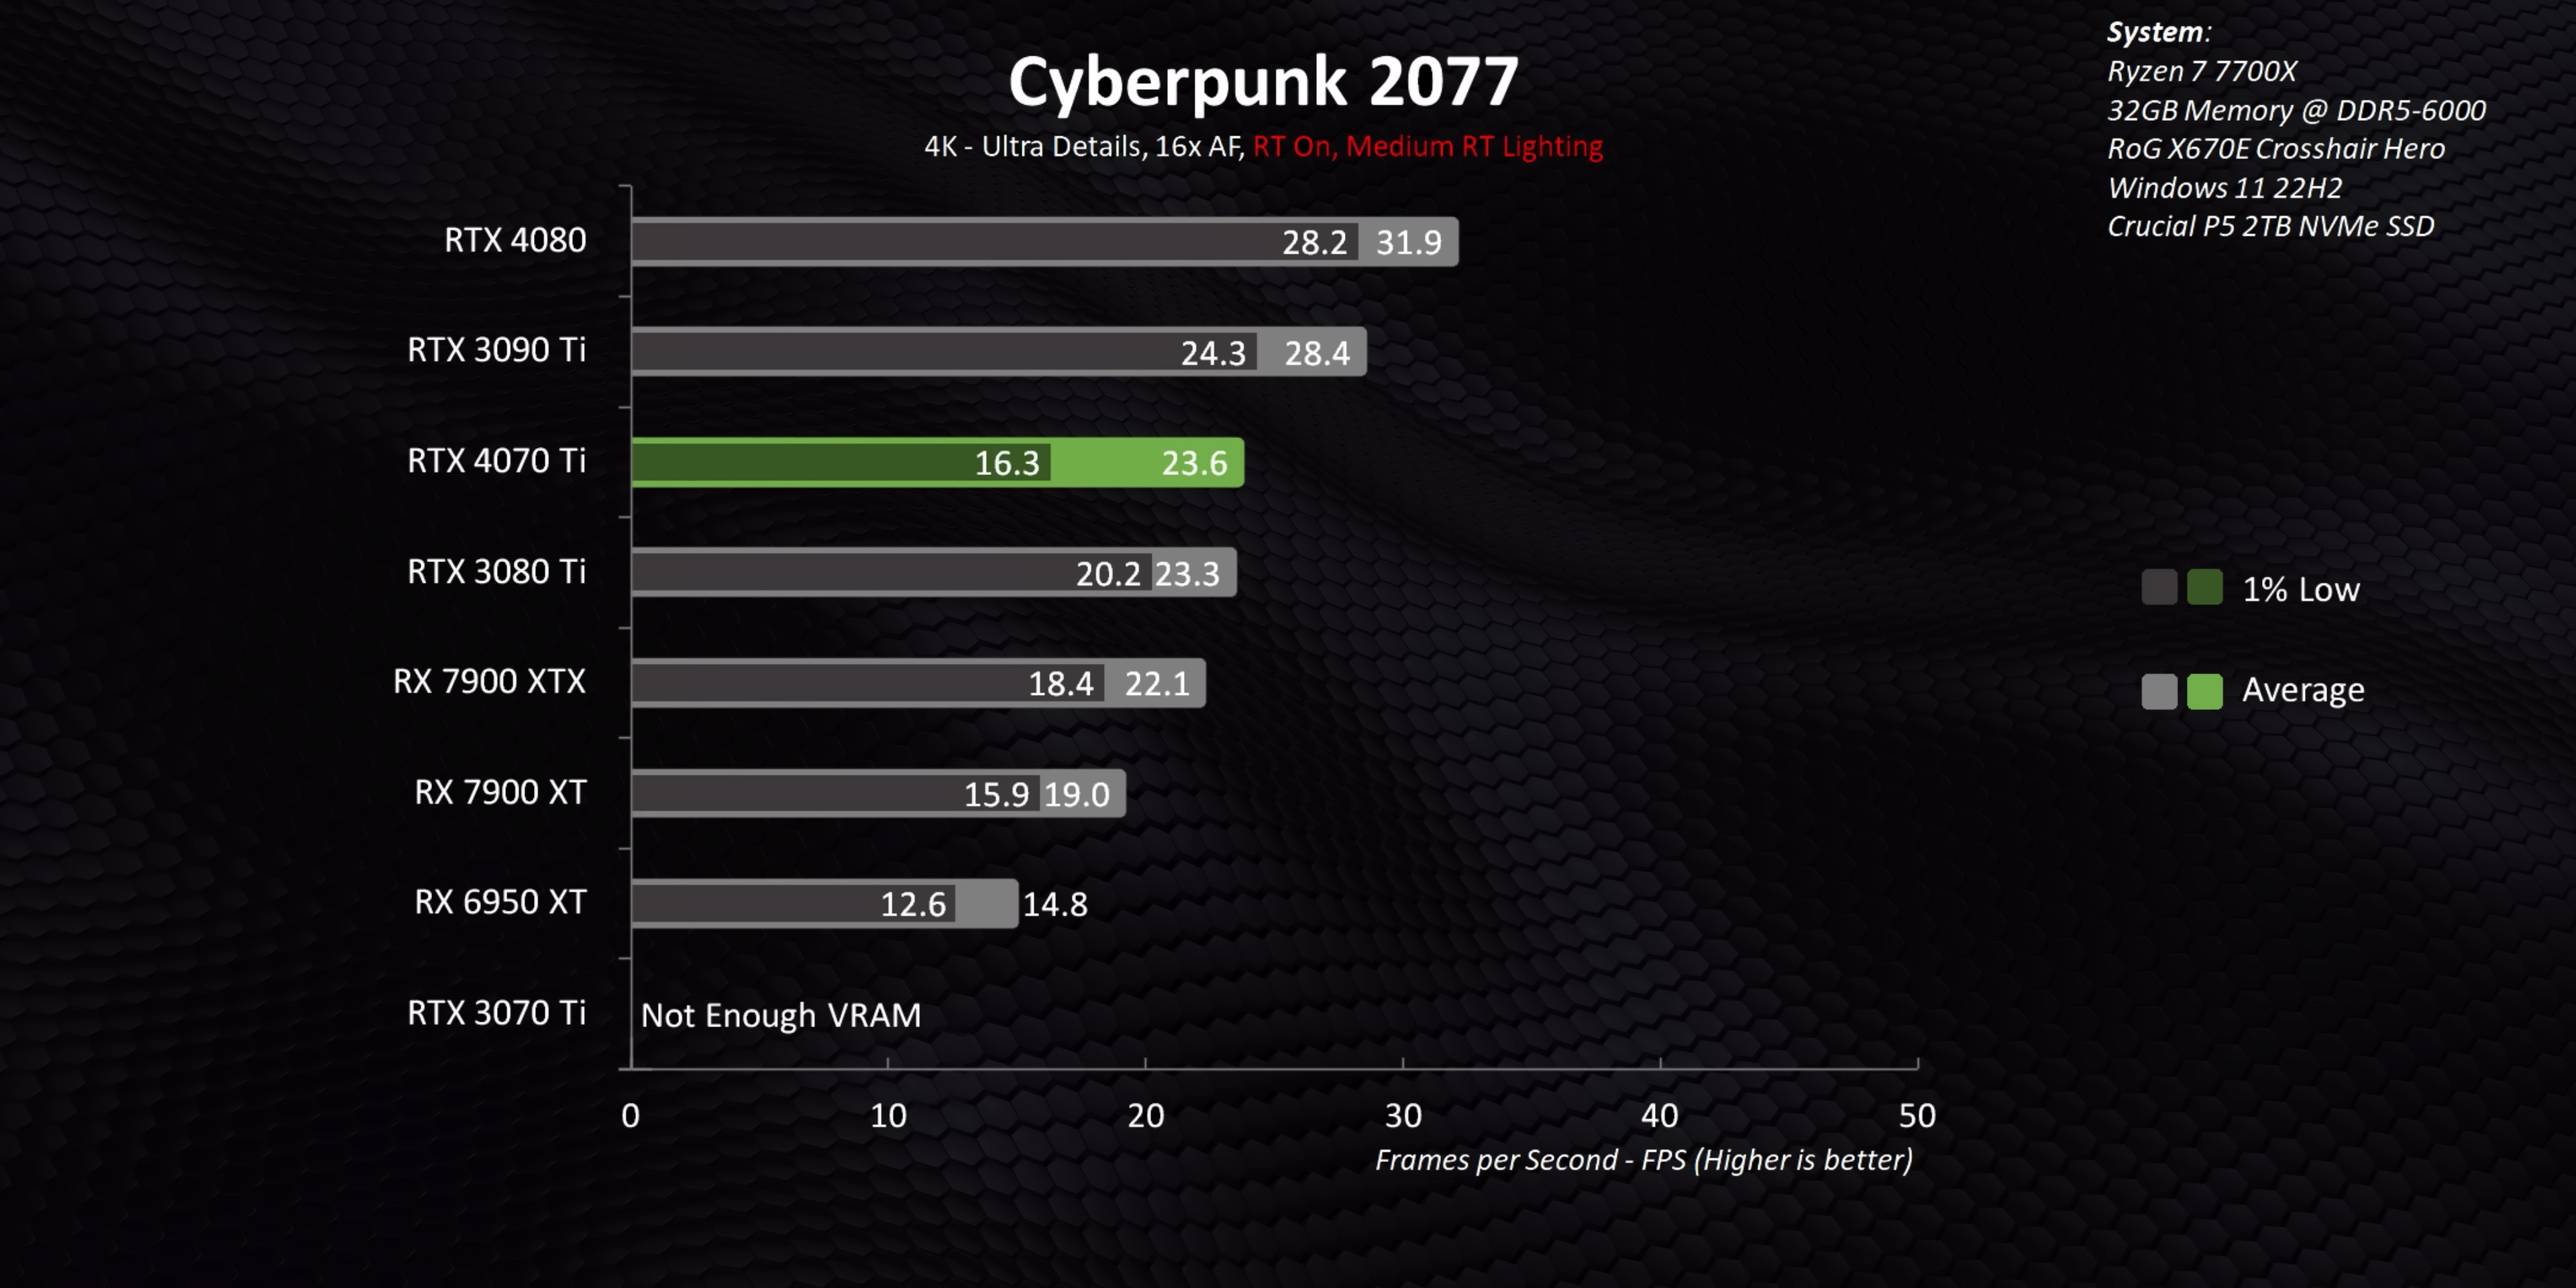 Cyberpunk 2077
4K - Ultra Details, 16x AF, RT On, Medium RT Lighting
System:
Ryzen 7 7700X
32GB Memory @ DDR5-6000
RoG X670E Crosshair Hero
Windows 11 22H2
Crucial P5 2TB NVMe SSD
RTX 4080 28.2 31.9
RTX 3090 Ti 24.3 28.4
RTX 4070 Ti 16.3 23.6
RTX 3080 Ti 20.2 23.3
RX 7900 XTX 18.4 22.1
RX 7900 XT 15.9 19.0
RX 6950 XT 12.6 14.8
RTX 3070 Ti Not Enough VRAM
0 10 20 30 40 50
Frames per Second - FPS (Higher is better)
1% Low
Average